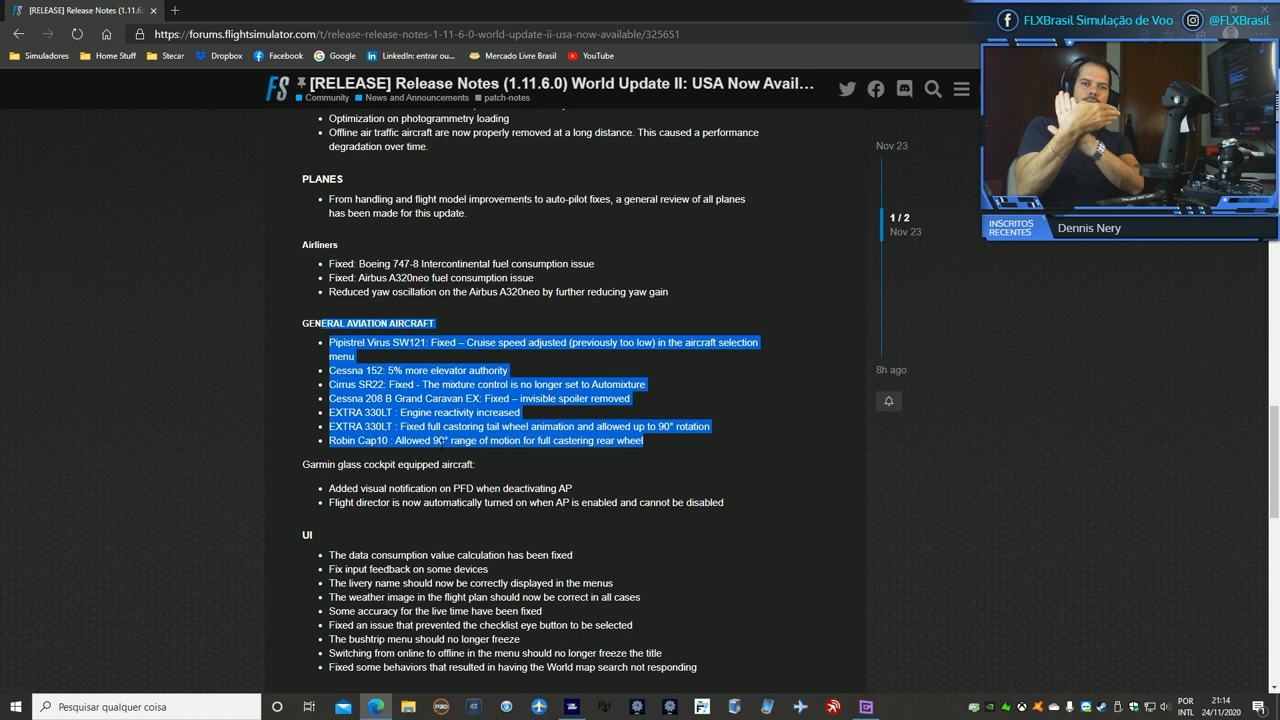 [RELEASE] Release Notes (1.11.6.
FLXBrasil Simulação de Voo
@FLXBrasil
https://forums.flightsimulator.com/t/release-release-notes-1-11-6-0-world-update-ii-usa-now-available/325651
Simuladores
Home Stuff
Stecar
Dropbox
Facebook
Google
LinkedIn: entrar ou...
Mercado Livre Brasil
YouTube
FS
[RELEASE] Release Notes (1.11.6.0) World Update II: USA Now Avail...
Community
News and Announcements
patch-notes
• Optimization on photogrammetry loading
• Offline air traffic aircraft are now properly removed at a long distance. This caused a performance
degradation over time.
Nov 23
PLANES
• From handling and flight model improvements to auto-pilot fixes, a general review of all planes
has been made for this update.
1 / 2
Nov 23
INSCRITOS
RECENTES
Dennis Nery
Airliners
• Fixed: Boeing 747-8 Intercontinental fuel consumption issue
• Fixed: Airbus A320neo fuel consumption issue
• Reduced yaw oscillation on the Airbus A320neo by further reducing yaw gain
GENERAL AVIATION AIRCRAFT
• Pipistrel Virus SW121: Fixed – Cruise speed adjusted (previously too low) in the aircraft selection
menu
• Cessna 152: 5% more elevator authority
• Cirrus SR22: Fixed - The mixture control is no longer set to Automixture
• Cessna 208 B Grand Caravan EX: Fixed – invisible spoiler removed
• EXTRA 330LT : Engine reactivity increased
• EXTRA 330LT : Fixed full castoring tail wheel animation and allowed up to 90° rotation
• Robin Cap10 : Allowed 90° range of motion for full castering rear wheel
8h ago
Garmin glass cockpit equipped aircraft:
• Added visual notification on PFD when deactivating AP
• Flight director is now automatically turned on when AP is enabled and cannot be disabled
UI
• The data consumption value calculation has been fixed
• Fix input feedback on some devices
• The livery name should now be correctly displayed in the menus
• The weather image in the flight plan should now be correct in all cases
• Some accuracy for the live time have been fixed
• Fixed an issue that prevented the checklist eye button to be selected
• The bushtrip menu should no longer freeze
• Switching from online to offline in the menu should no longer freeze the title
• Fixed some behaviors that resulted in having the World map search not responding
Pesquisar qualquer coisa
POR
INTL
21:14
24/11/2020